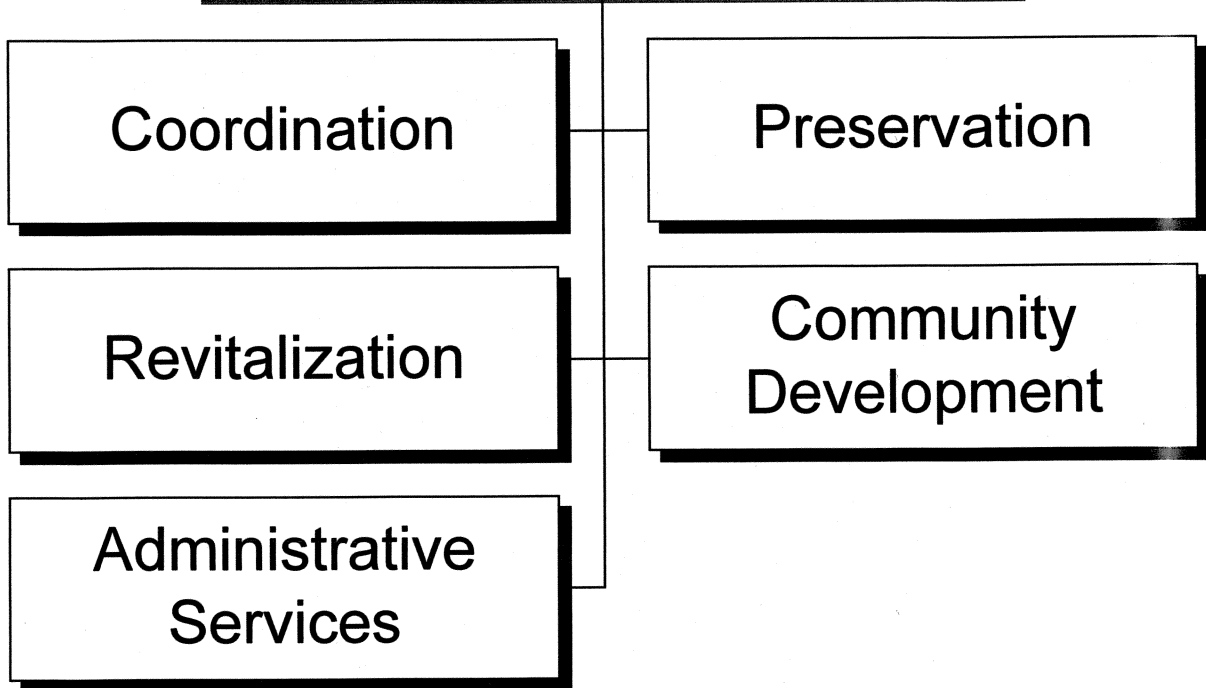 Coordination
Preservation
Revitalization
Community
Development
Administrative
Services